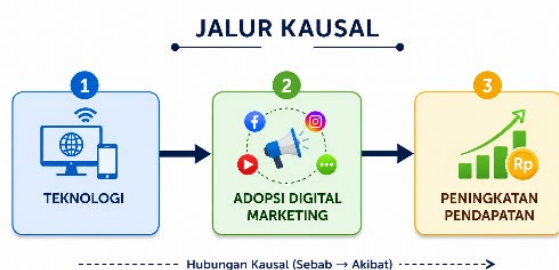 JALUR KAUSAL
1
TEKNOLOGI
2
ADOPSI DIGITAL
MARKETING
3
Rp
PENINGKATAN
PENDAPATAN
Hubungan Kausal (Sebab → Akibat)